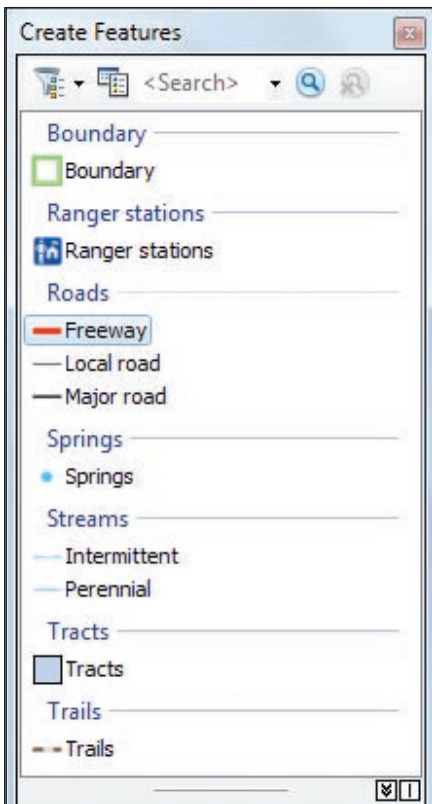 Create Features
<Search>
Boundary
Boundary
Ranger stations
Ranger stations
Roads
Freeway
Local road
Major road
Springs
Springs
Streams
Intermittent
Perennial
Tracts
Tracts
Trails
Trails